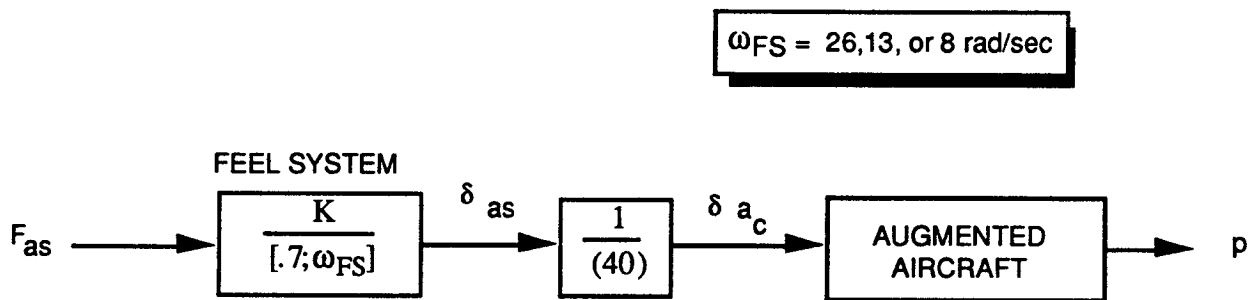 ωFS = 26,13, or 8 rad/sec
FEEL SYSTEM
Fas
K
[.7;ωFS]
δ as
1
(40)
δ ac
AUGMENTED
AIRCRAFT
p